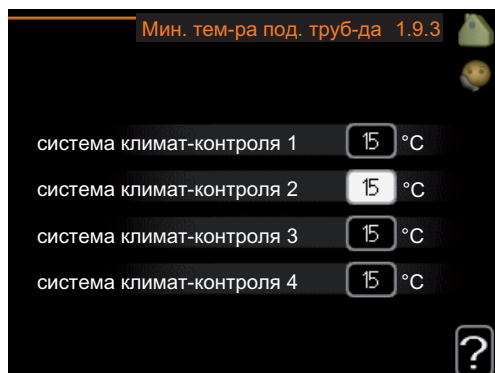 Мин. тем-ра под. труб-да 1.9.3
система климат-контроля 1 15 °C
система климат-контроля 2 15 °C
система климат-контроля 3 15 °C
система климат-контроля 4 15 °C
?